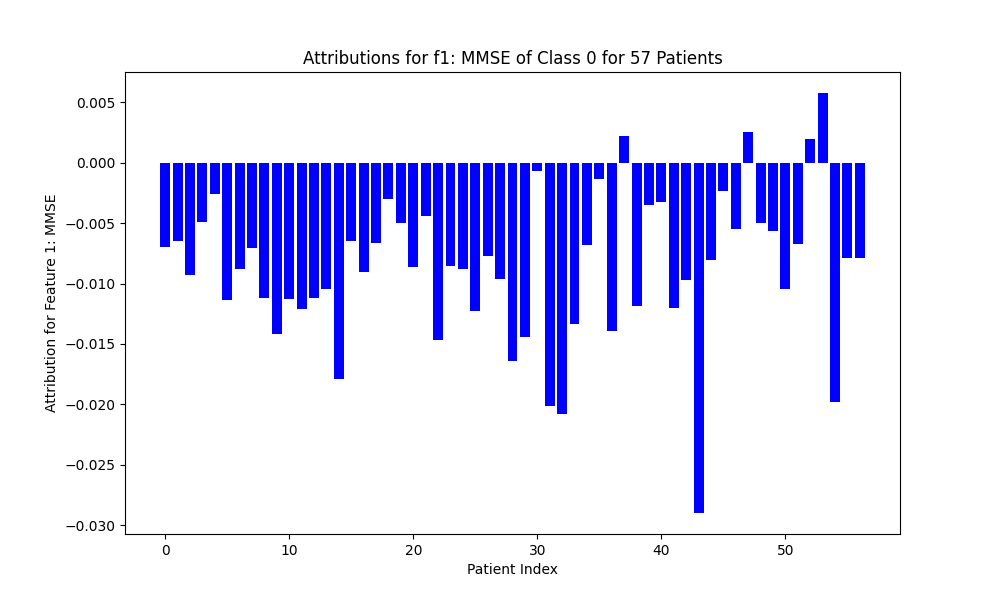 Attributions for f1: MMSE of Class 0 for 57 Patients
Attribution for Feature 1: MMSE
0.005
0.000
−0.005
−0.010
−0.015
−0.020
−0.025
−0.030
0 10 20 30 40 50
Patient Index